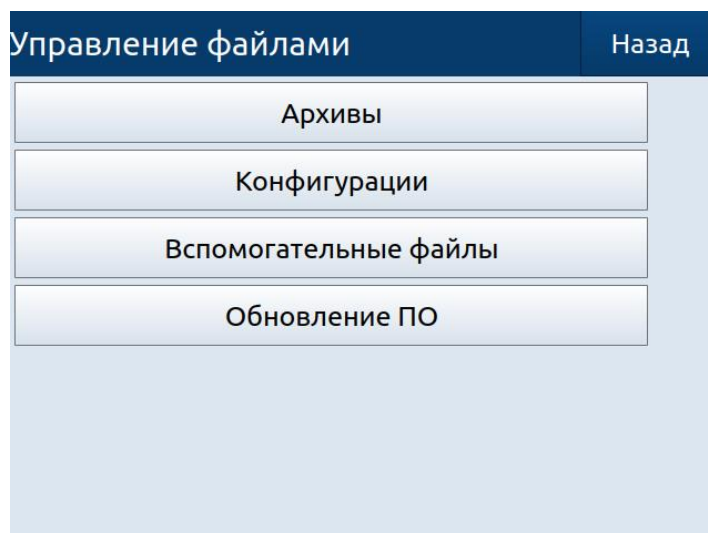 Управление файлами
Назад
Архивы
Конфигурации
Вспомогательные файлы
Обновление ПО